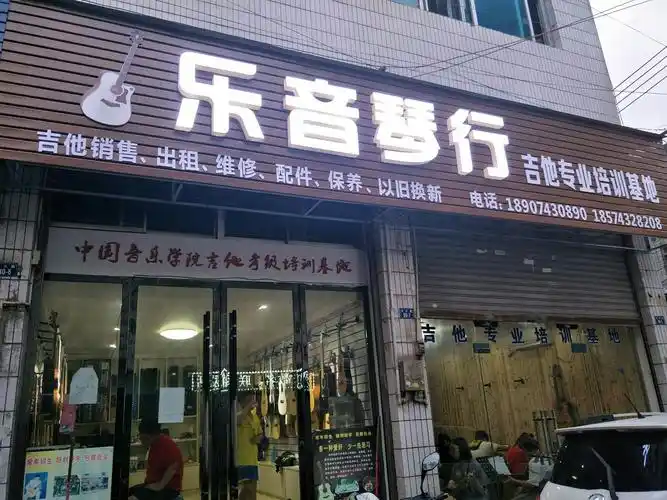 乐音琴行
吉他销售、出租、维修、配件、保养、以旧换新
电话: 18907430890 18574328208
吉他专业培训基地
中国音乐学院吉他考级培训基地
吉他专业培训基地